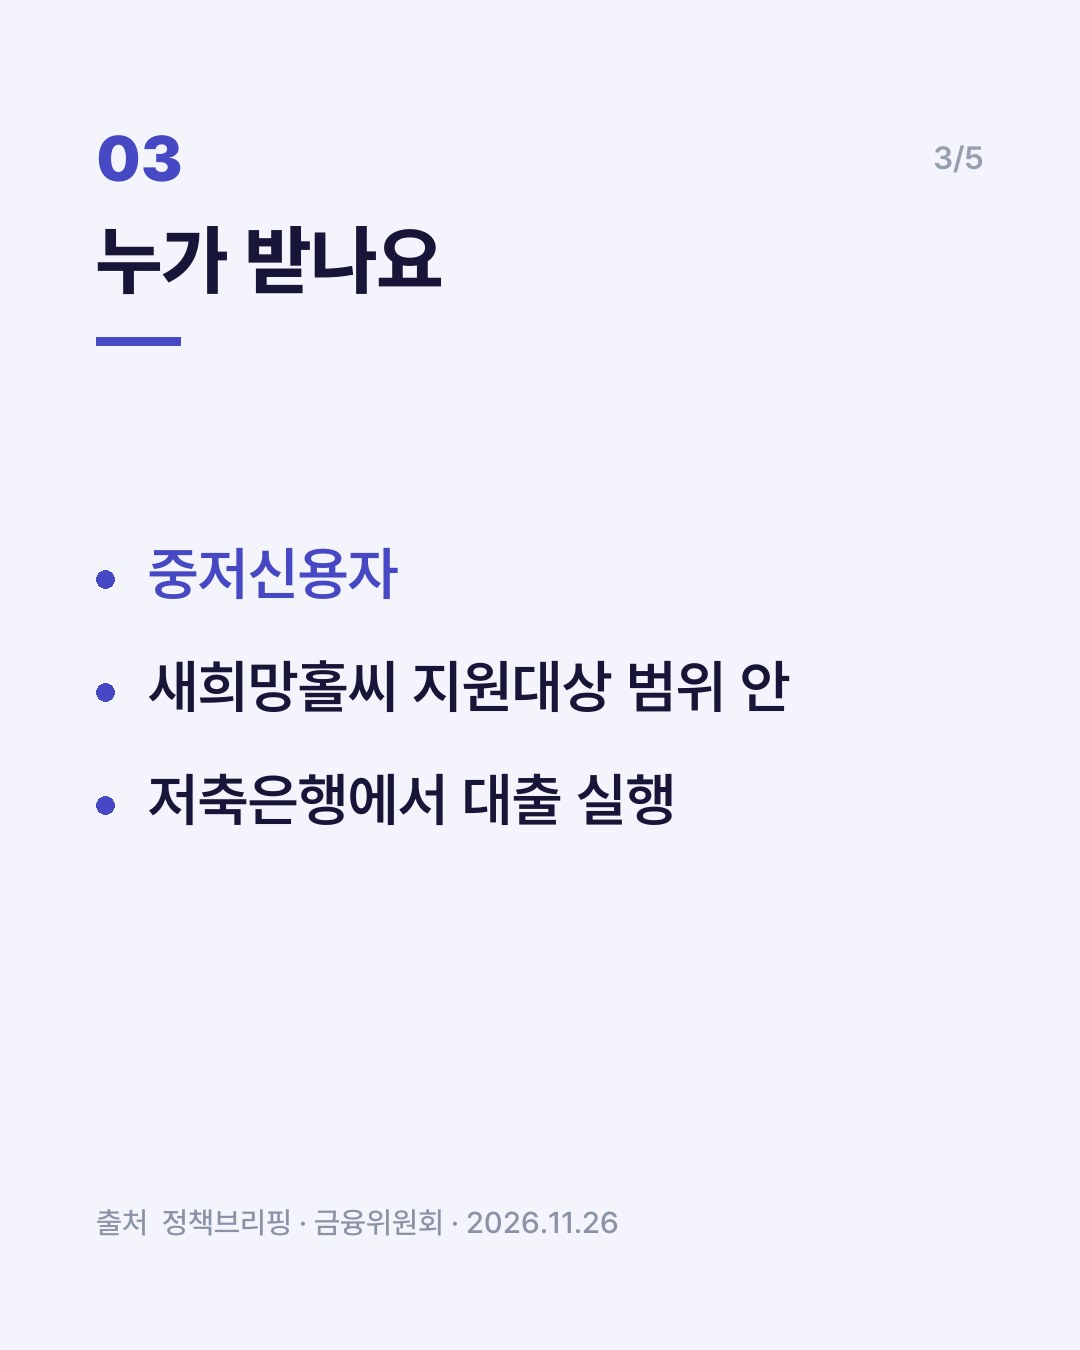 03
3/5
누가 받나요
중저신용자
새희망홀씨 지원대상 범위 안
저축은행에서 대출 실행
출처 정책브리핑 · 금융위원회 · 2026.11.26